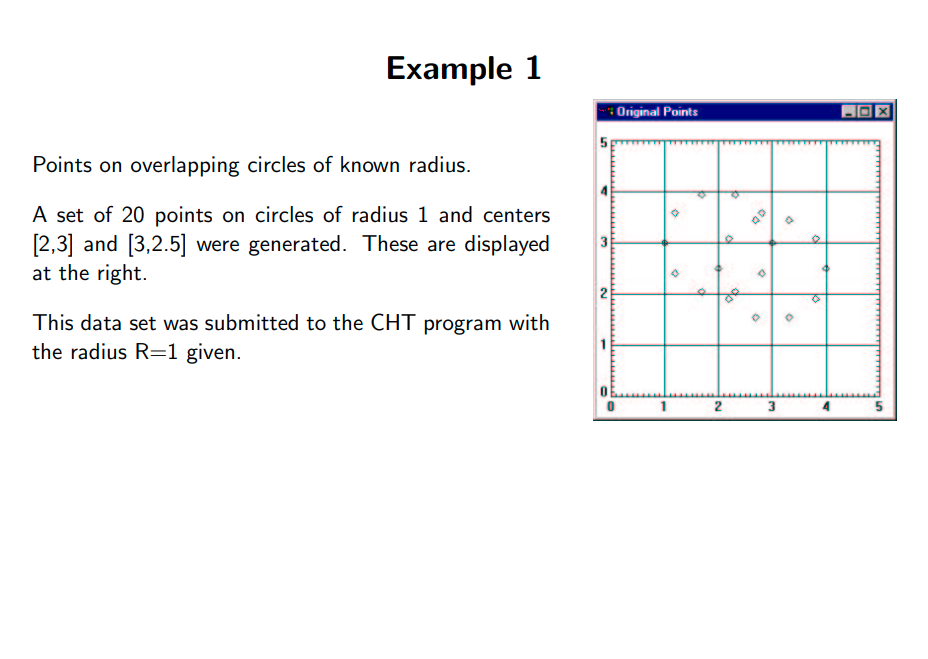 Example 1
Points on overlapping circles of known radius.
A set of 20 points on circles of radius 1 and centers
[2,3] and [3,2.5] were generated. These are displayed
at the right.
This data set was submitted to the CHT program with
the radius R=1 given.
Original Points
5
4
3
2
1
0
0 1 2 3 4 5